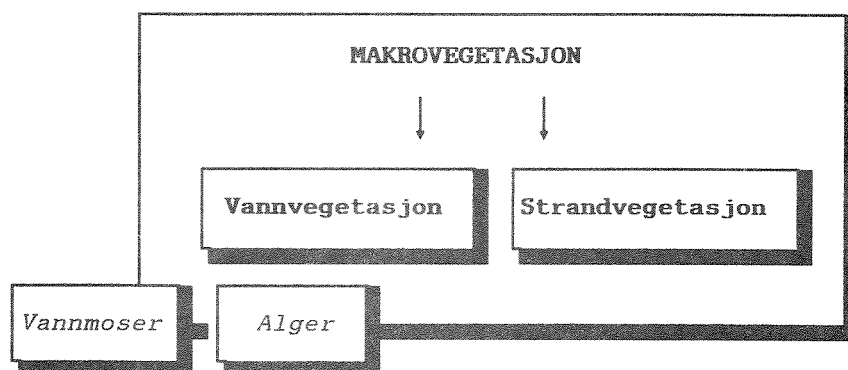 MAKROVEGETASJON
Vannvegetasjon
Strandvegetasjon
Vannmoser
Alger